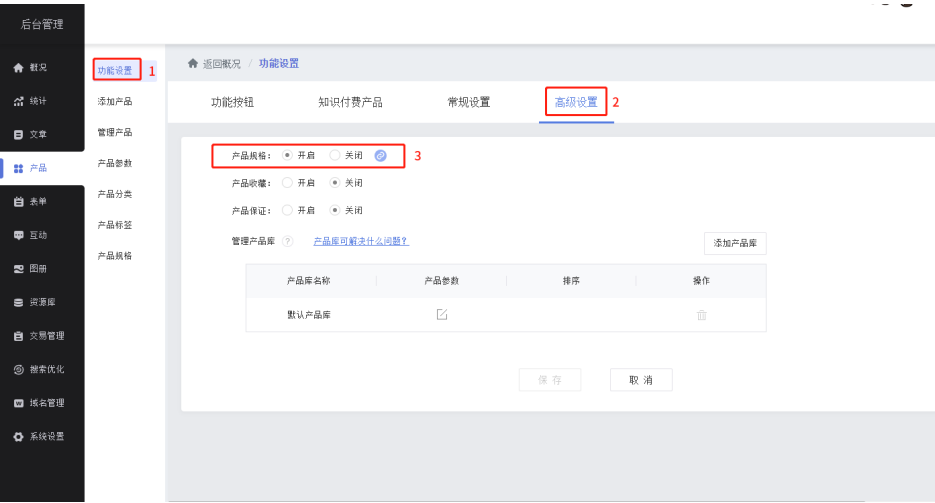 后台管理
概况
统计
文章
产品
表单
互动
图册
资源库
交易管理
搜索优化
域名管理
系统设置
功能设置 1
添加产品
管理产品
产品参数
产品分类
产品标签
产品规格
返回概况 / 功能设置
功能按钮 知识付费产品 常规设置 高级设置 2
产品规格： 开启 关闭 3
产品收藏： 开启 关闭
产品保证： 开启 关闭
管理产品库 ? 产品库可解决什么问题？ 添加产品库
产品库名称 产品参数 排序 操作
默认产品库
保存 取消